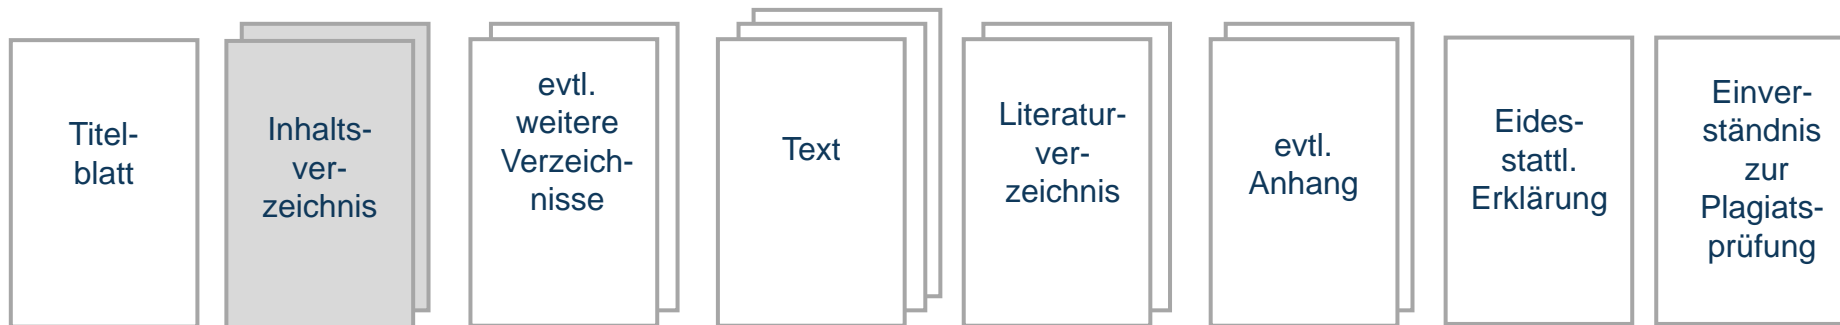 Titel-
blatt
Inhalts-
ver-
zeichnis
evtl.
weitere
Verzeich-
nisse
Text
Literatur-
ver-
zeichnis
evtl.
Anhang
Eides-
stattl.
Erklärung
Einver-
ständnis
zur
Plagiats-
prüfung